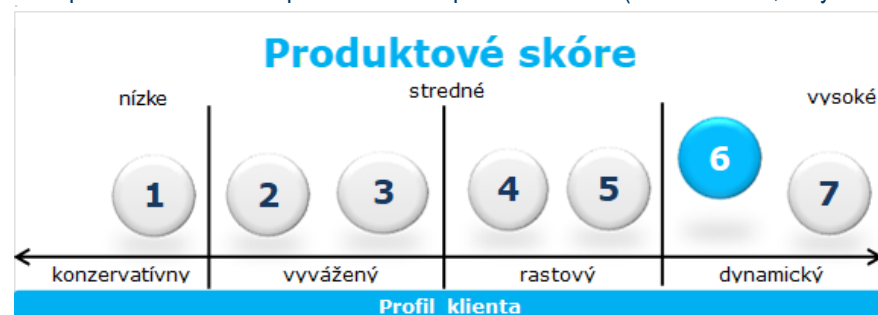 Produktové skóre
nízke stredné vysoké
1 2 3 4 5 6 7
konzervatívny vyvážený rastový dynamický
Profil klienta